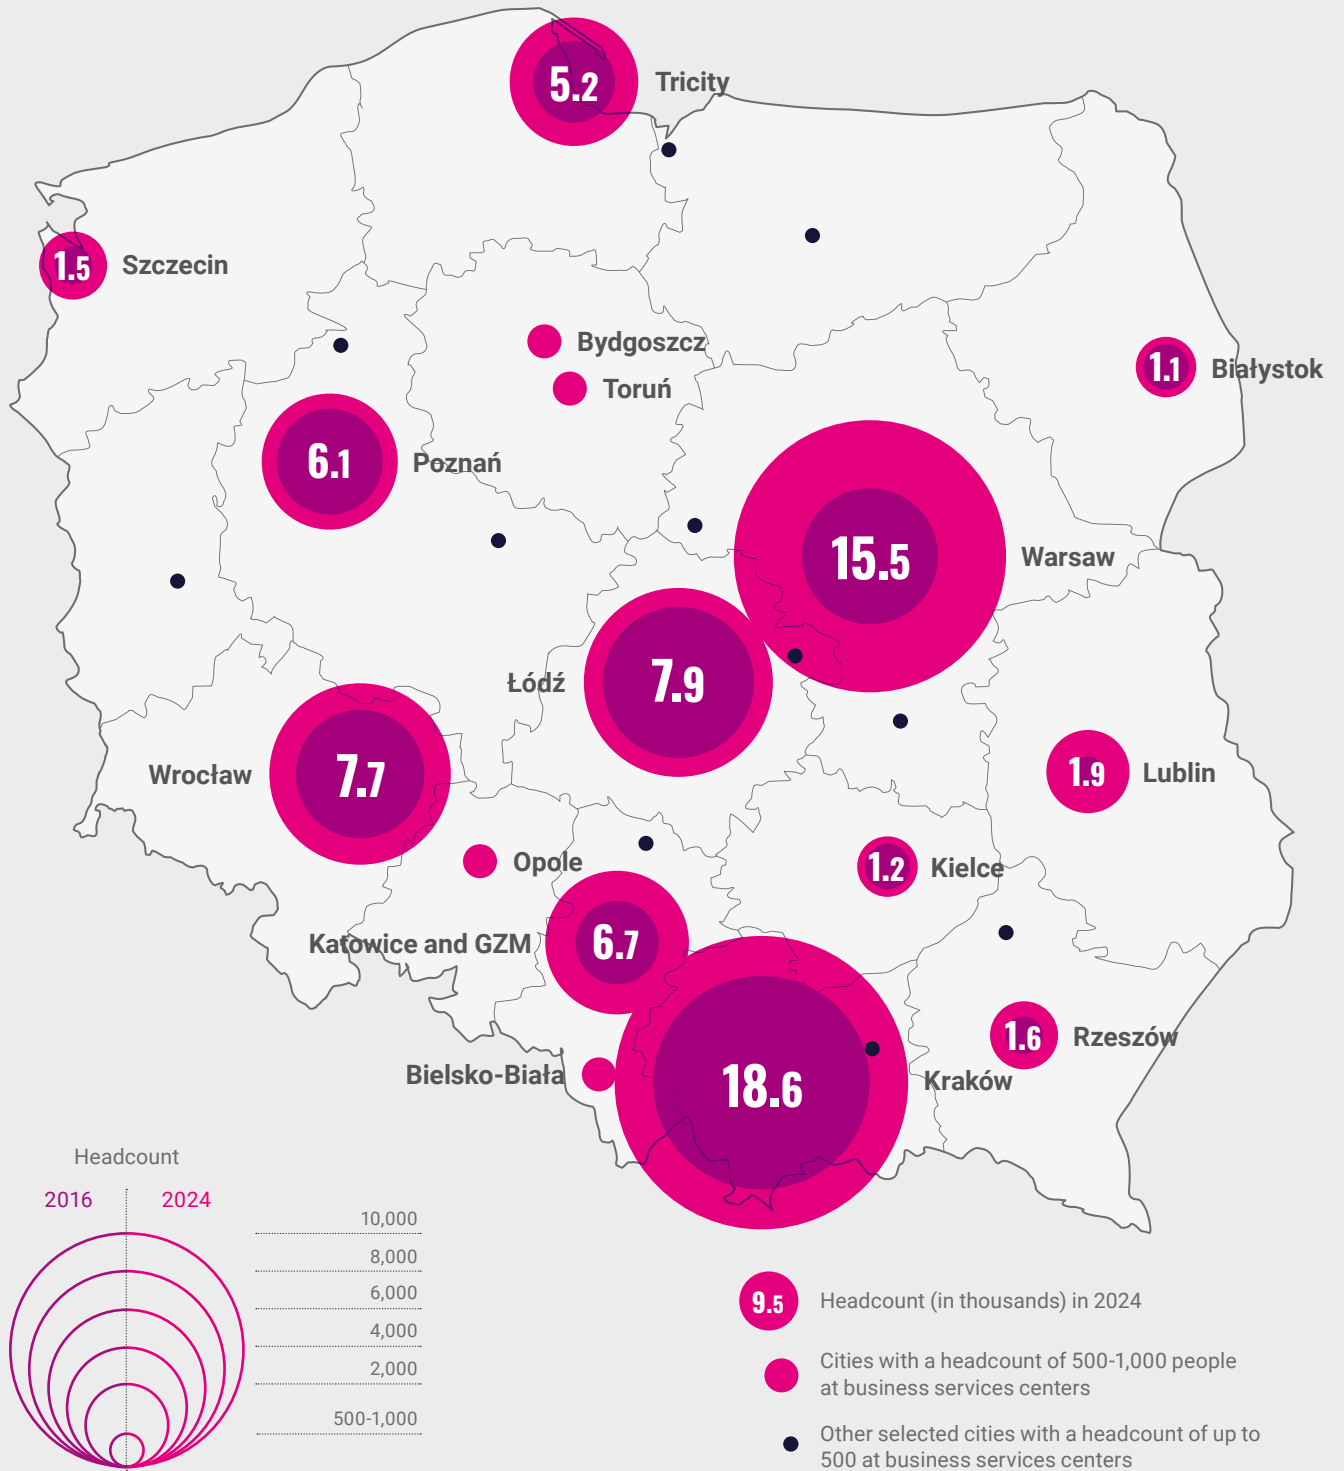 5.2
Tricity
1.5
Szczecin
Bydgoszcz
1.1
Białystok
Toruń
6.1
Poznań
15.5
Warsaw
Łódź
7.9
Wrocław
7.7
1.9
Lublin
Opole
1.2
Kielce
Katowice and GZM
6.7
1.6
Rzeszów
Bielsko-Biała
18.6
Kraków
Headcount
2016
2024
10,000
8,000
6,000
4,000
2,000
500-1,000
9.5
Headcount (in thousands) in 2024
Cities with a headcount of 500-1,000 people
at business services centers
Other selected cities with a headcount of up to
500 at business services centers